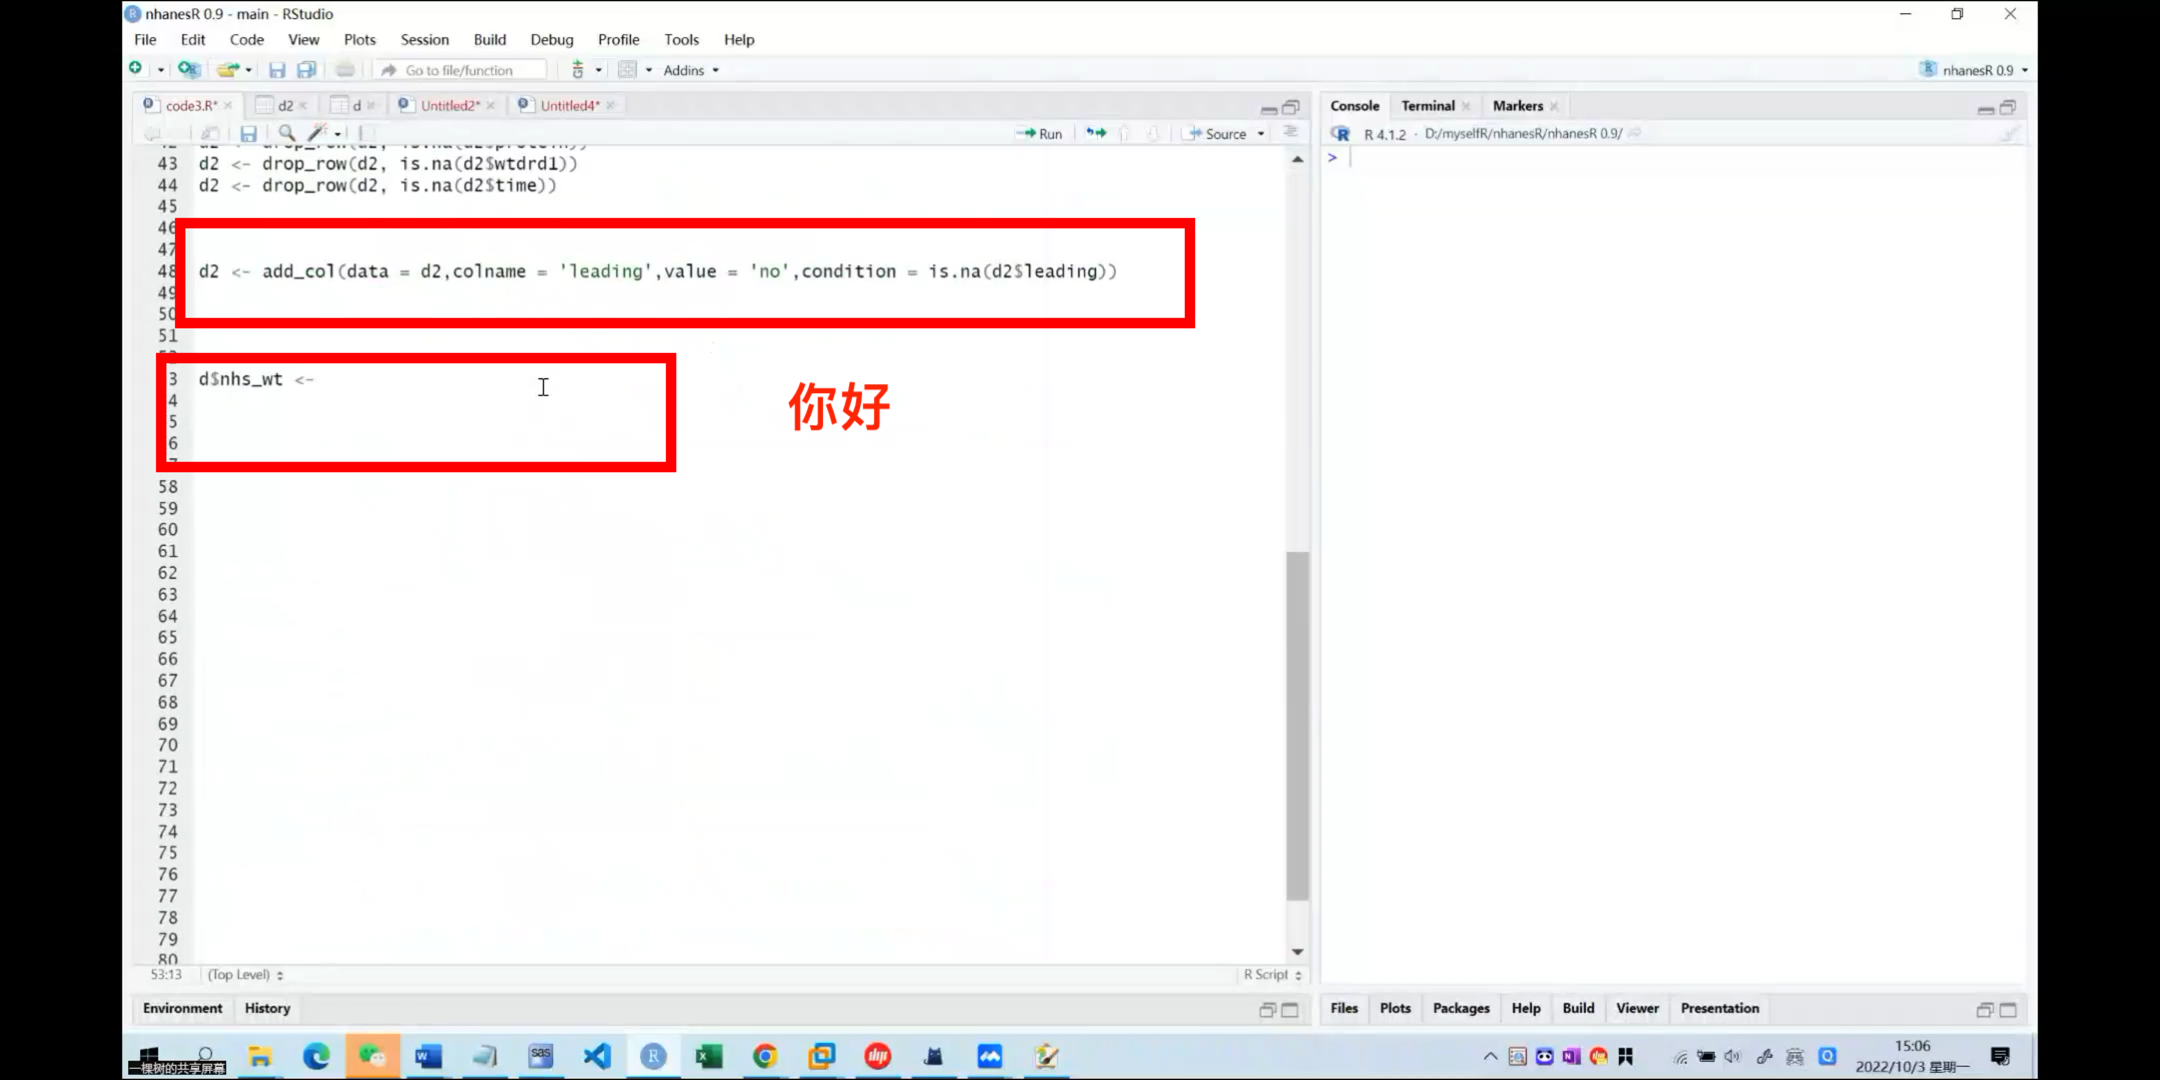 nhanesR 0.9 - main - RStudio
File Edit Code View Plots Session Build Debug Profile Tools Help
Go to file/function Addins nhanesR 0.9
code3.R* d2 d Untitled2* Untitled4*
Run Source
Console Terminal Markers
R 4.1.2 · D:/myselfR/nhanesR/nhanesR 0.9/
>
43 d2 <- drop_row(d2, is.na(d2$wtdrd1))
44 d2 <- drop_row(d2, is.na(d2$time))
45
46
47
48 d2 <- add_col(data = d2,colname = 'leading',value = 'no',condition = is.na(d2$leading))
49
50
51
3 d$nhs_wt <-
4
5
6
你好
58
59
60
61
62
63
64
65
66
67
68
69
70
71
72
73
74
75
76
77
78
79
80
53:13 (Top Level) R Script
Environment History
Files Plots Packages Help Build Viewer Presentation
一棵树的共享屏幕
15:06
2022/10/3 星期一